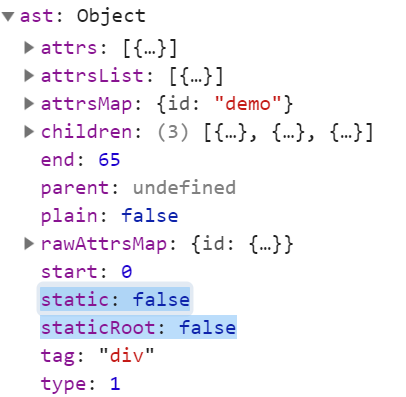 ast: Object
attrs: [{…}]
attrsList: [{…}]
attrsMap: {id: "demo"}
children: (3) [{…}, {…}, {…}]
end: 65
parent: undefined
plain: false
rawAttrsMap: {id: {…}}
start: 0
static: false
staticRoot: false
tag: "div"
type: 1